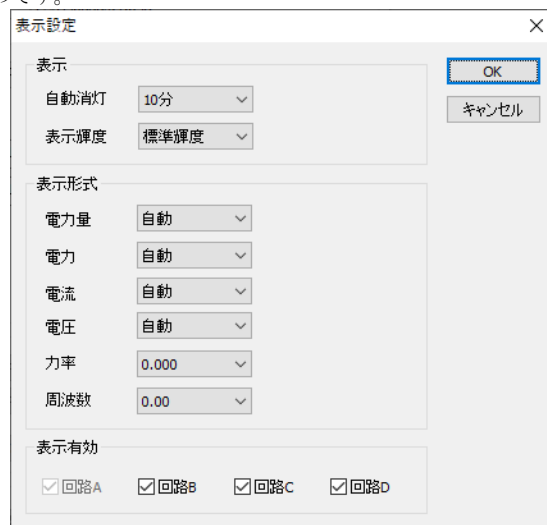 です。
表示設定
表示
OK
自動消灯 10分
キャンセル
表示輝度 標準輝度
表示形式
電力量 自動
電力 自動
電流 自動
電圧 自動
力率 0.000
周波数 0.00
表示有効
回路A 回路B 回路C 回路D